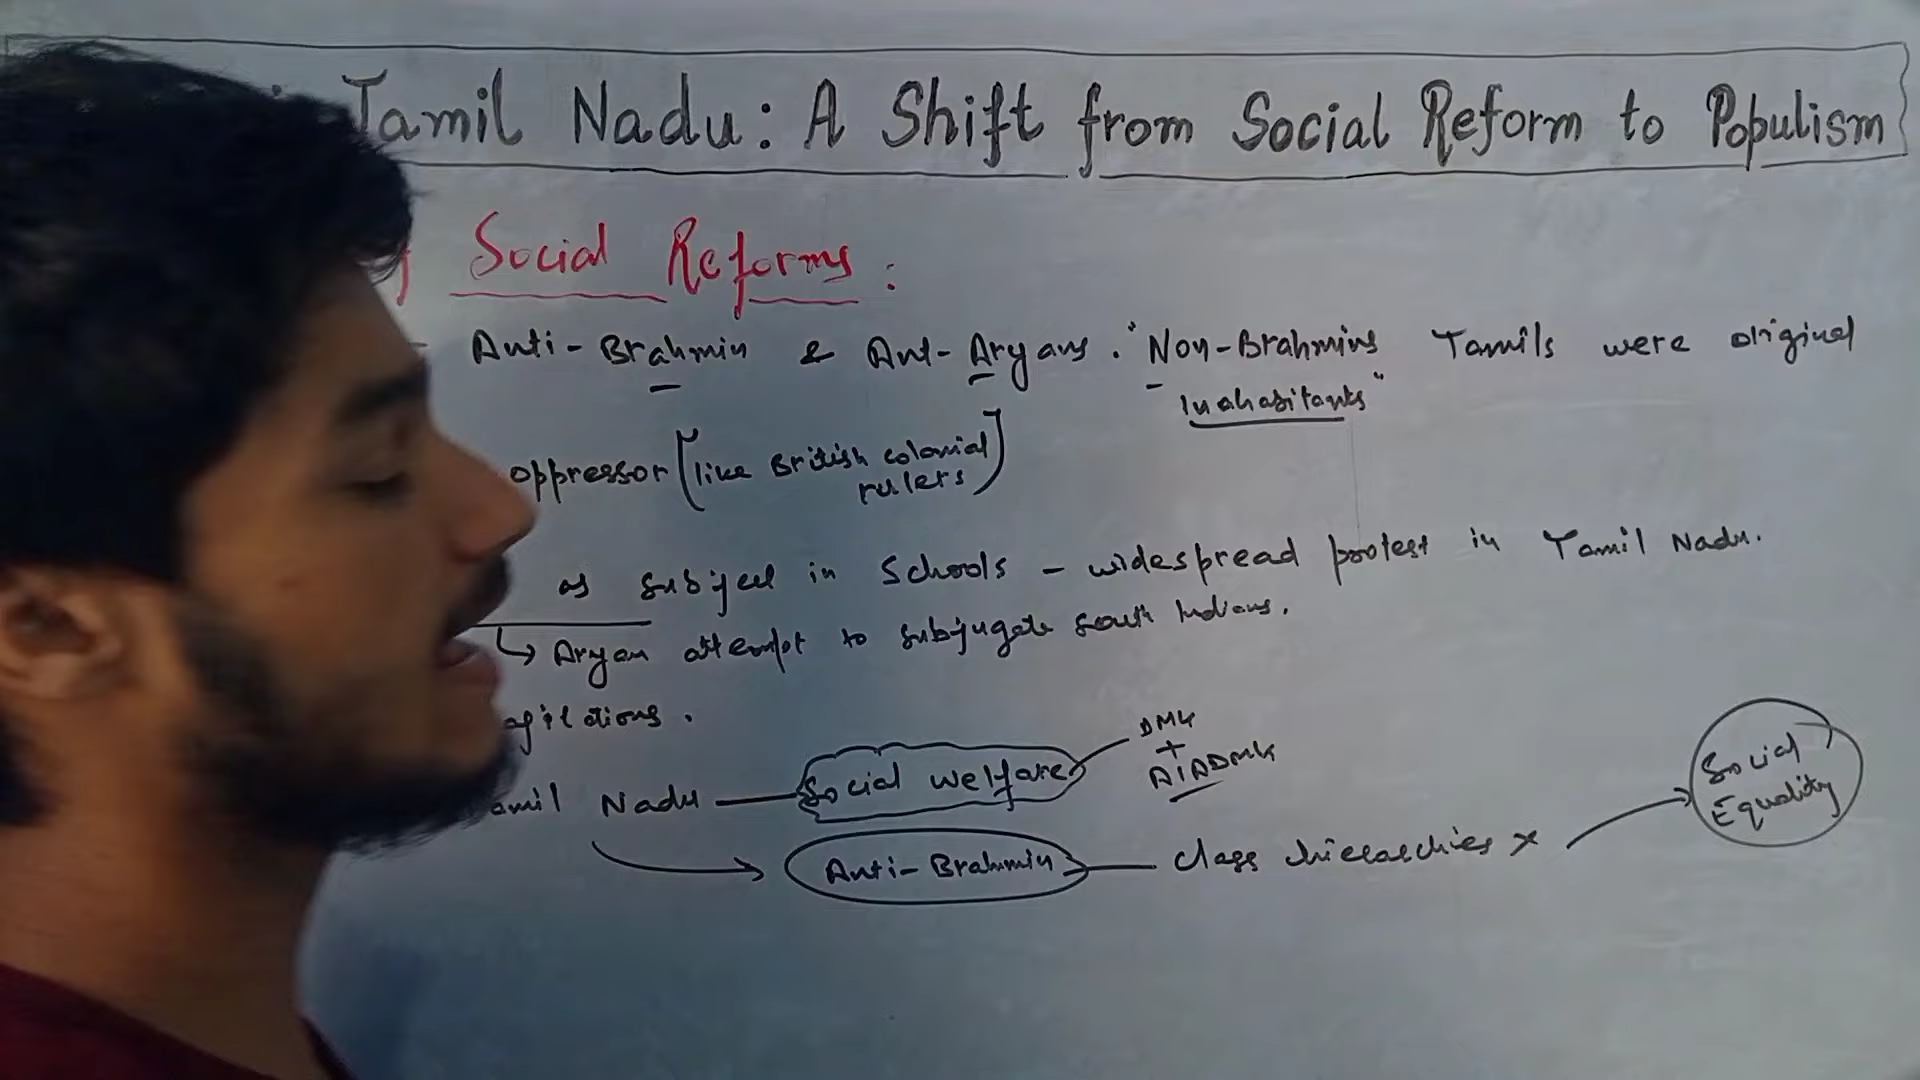 Tamil Nadu: A Shift from Social Reform to Populism
Social Reforms:
Anti-Brahmin & Ant-Aryans. "Non-Brahmins Tamils were original
Inahabitants"
oppressor [like British colonial
rulers]
as subject in Schools - widespread protest in Tamil Nadu.
↳ Aryan attempt to subjugate south Indians.
agitations.
DMK
+
AIADMK
amil Nadu — Social welfare
Anti-Brahmin — class hierarchies x
Social
Equality